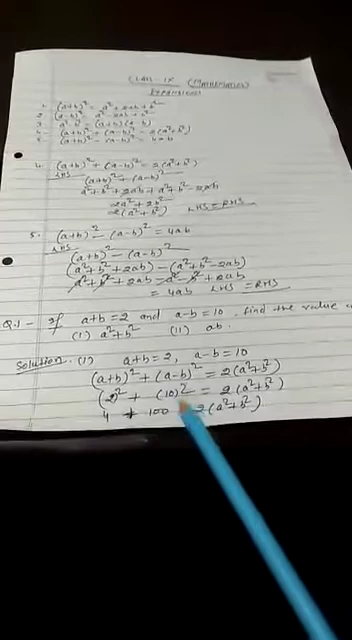 Class-IX (Mathematics)
Expansions
1. (a+b)² = a²+2ab+b²
2. (a-b)² = a²-2ab+b²
3. a²-b² = (a+b)(a-b)
4. (a+b)²+(a-b)² = 2(a²+b²)
5. (a+b)²-(a-b)² = 4ab
4. (a+b)²+(a-b)² = 2(a²+b²)
LHS
(a+b)²+(a-b)²
a²+b²+2ab+a²+b²-2ab
2a²+2b²
2(a²+b²) LHS=RHS
5. (a+b)²-(a-b)² = 4ab
LHS
(a+b)²-(a-b)²
(a²+b²+2ab)-(a²+b²-2ab)
a²+b²+2ab-a²-b²+2ab
= 4ab LHS=RHS
Q.1- If a+b=2 and a-b=10, find the value
(i) a²+b² (ii) ab.
Solution. (i) a+b=2, a-b=10
(a+b)²+(a-b)² = 2(a²+b²)
(2)²+(10)² = 2(a²+b²)
4 + 100 = 2(a²+b²)